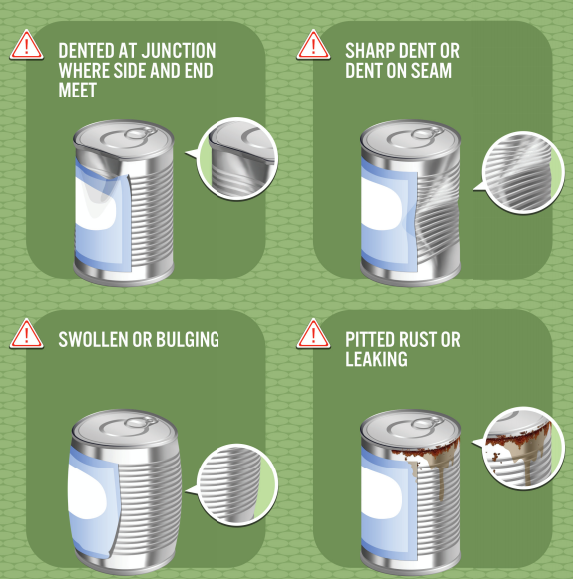 DENTED AT JUNCTION
WHERE SIDE AND END
MEET
SHARP DENT OR
DENT ON SEAM
SWOLLEN OR BULGING
PITTED RUST OR
LEAKING